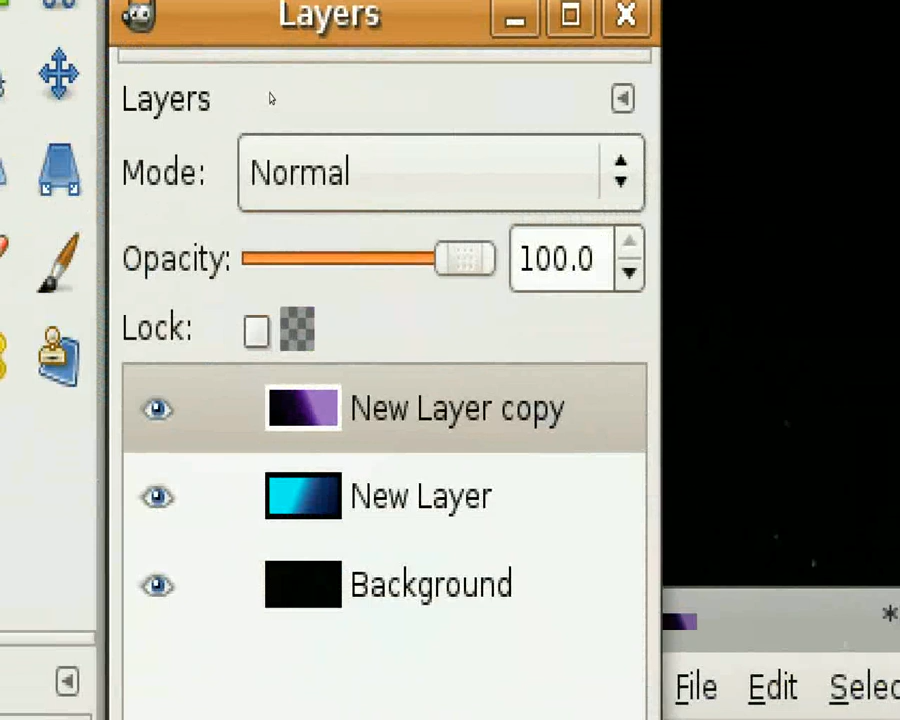 Layers
Layers
Mode: Normal
Opacity: 100.0
Lock:
New Layer copy
New Layer
Background
*
File Edit